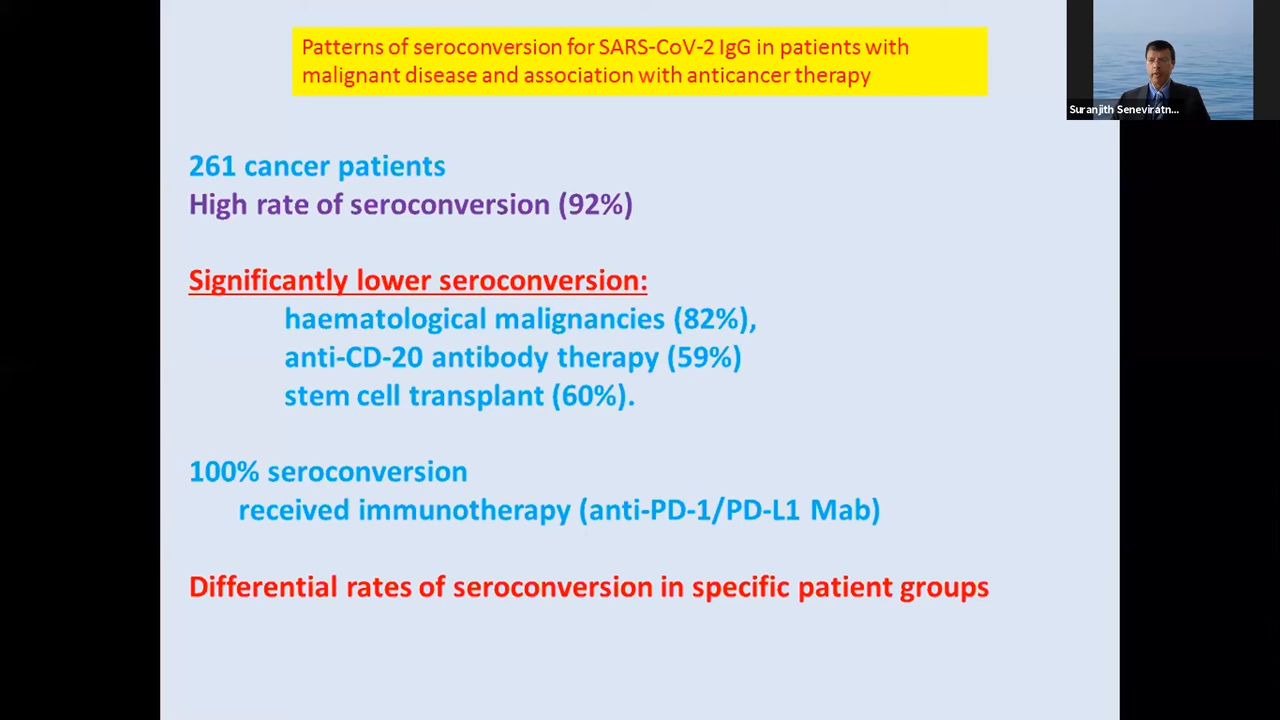 Patterns of seroconversion for SARS-CoV-2 IgG in patients with
malignant disease and association with anticancer therapy
Suranjith Seneviratn...
261 cancer patients
High rate of seroconversion (92%)
Significantly lower seroconversion:
haematological malignancies (82%),
anti-CD-20 antibody therapy (59%)
stem cell transplant (60%).
100% seroconversion
received immunotherapy (anti-PD-1/PD-L1 Mab)
Differential rates of seroconversion in specific patient groups